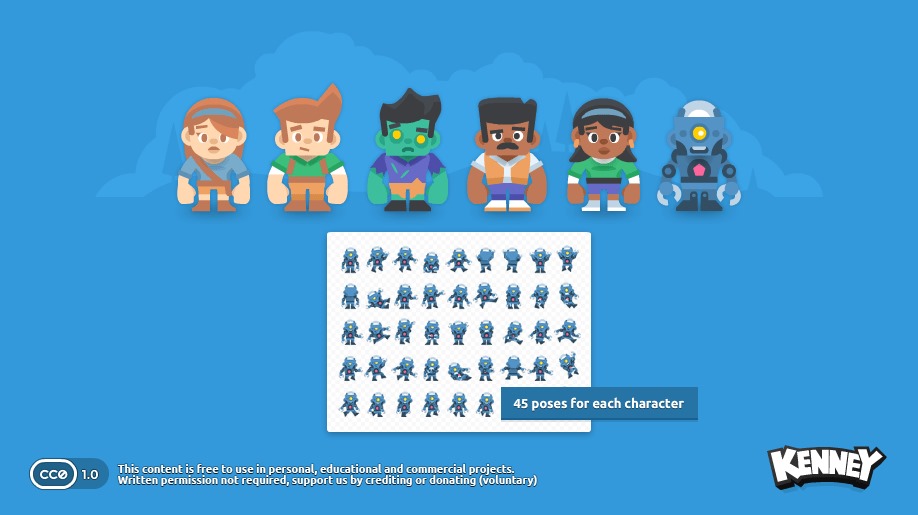 45 poses for each character
CC0 1.0
This content is free to use in personal, educational and commercial projects.
Written permission not required, support us by crediting or donating (voluntary)
KENNEY